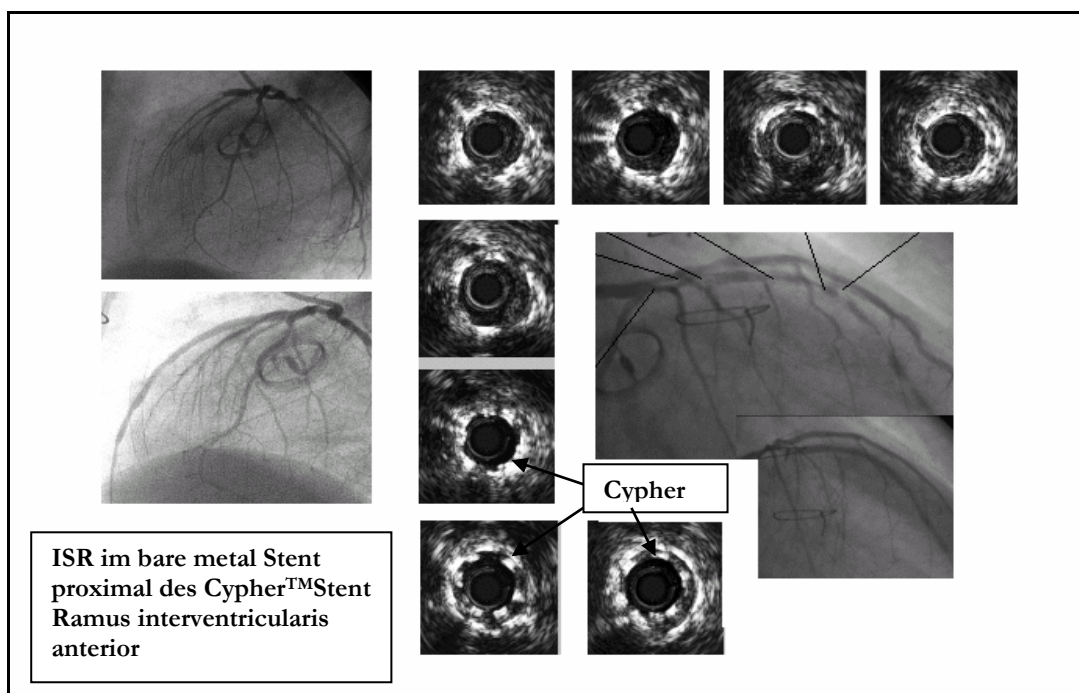 Cypher
ISR im bare metal Stent
proximal des Cypher™Stent
Ramus interventricularis
anterior